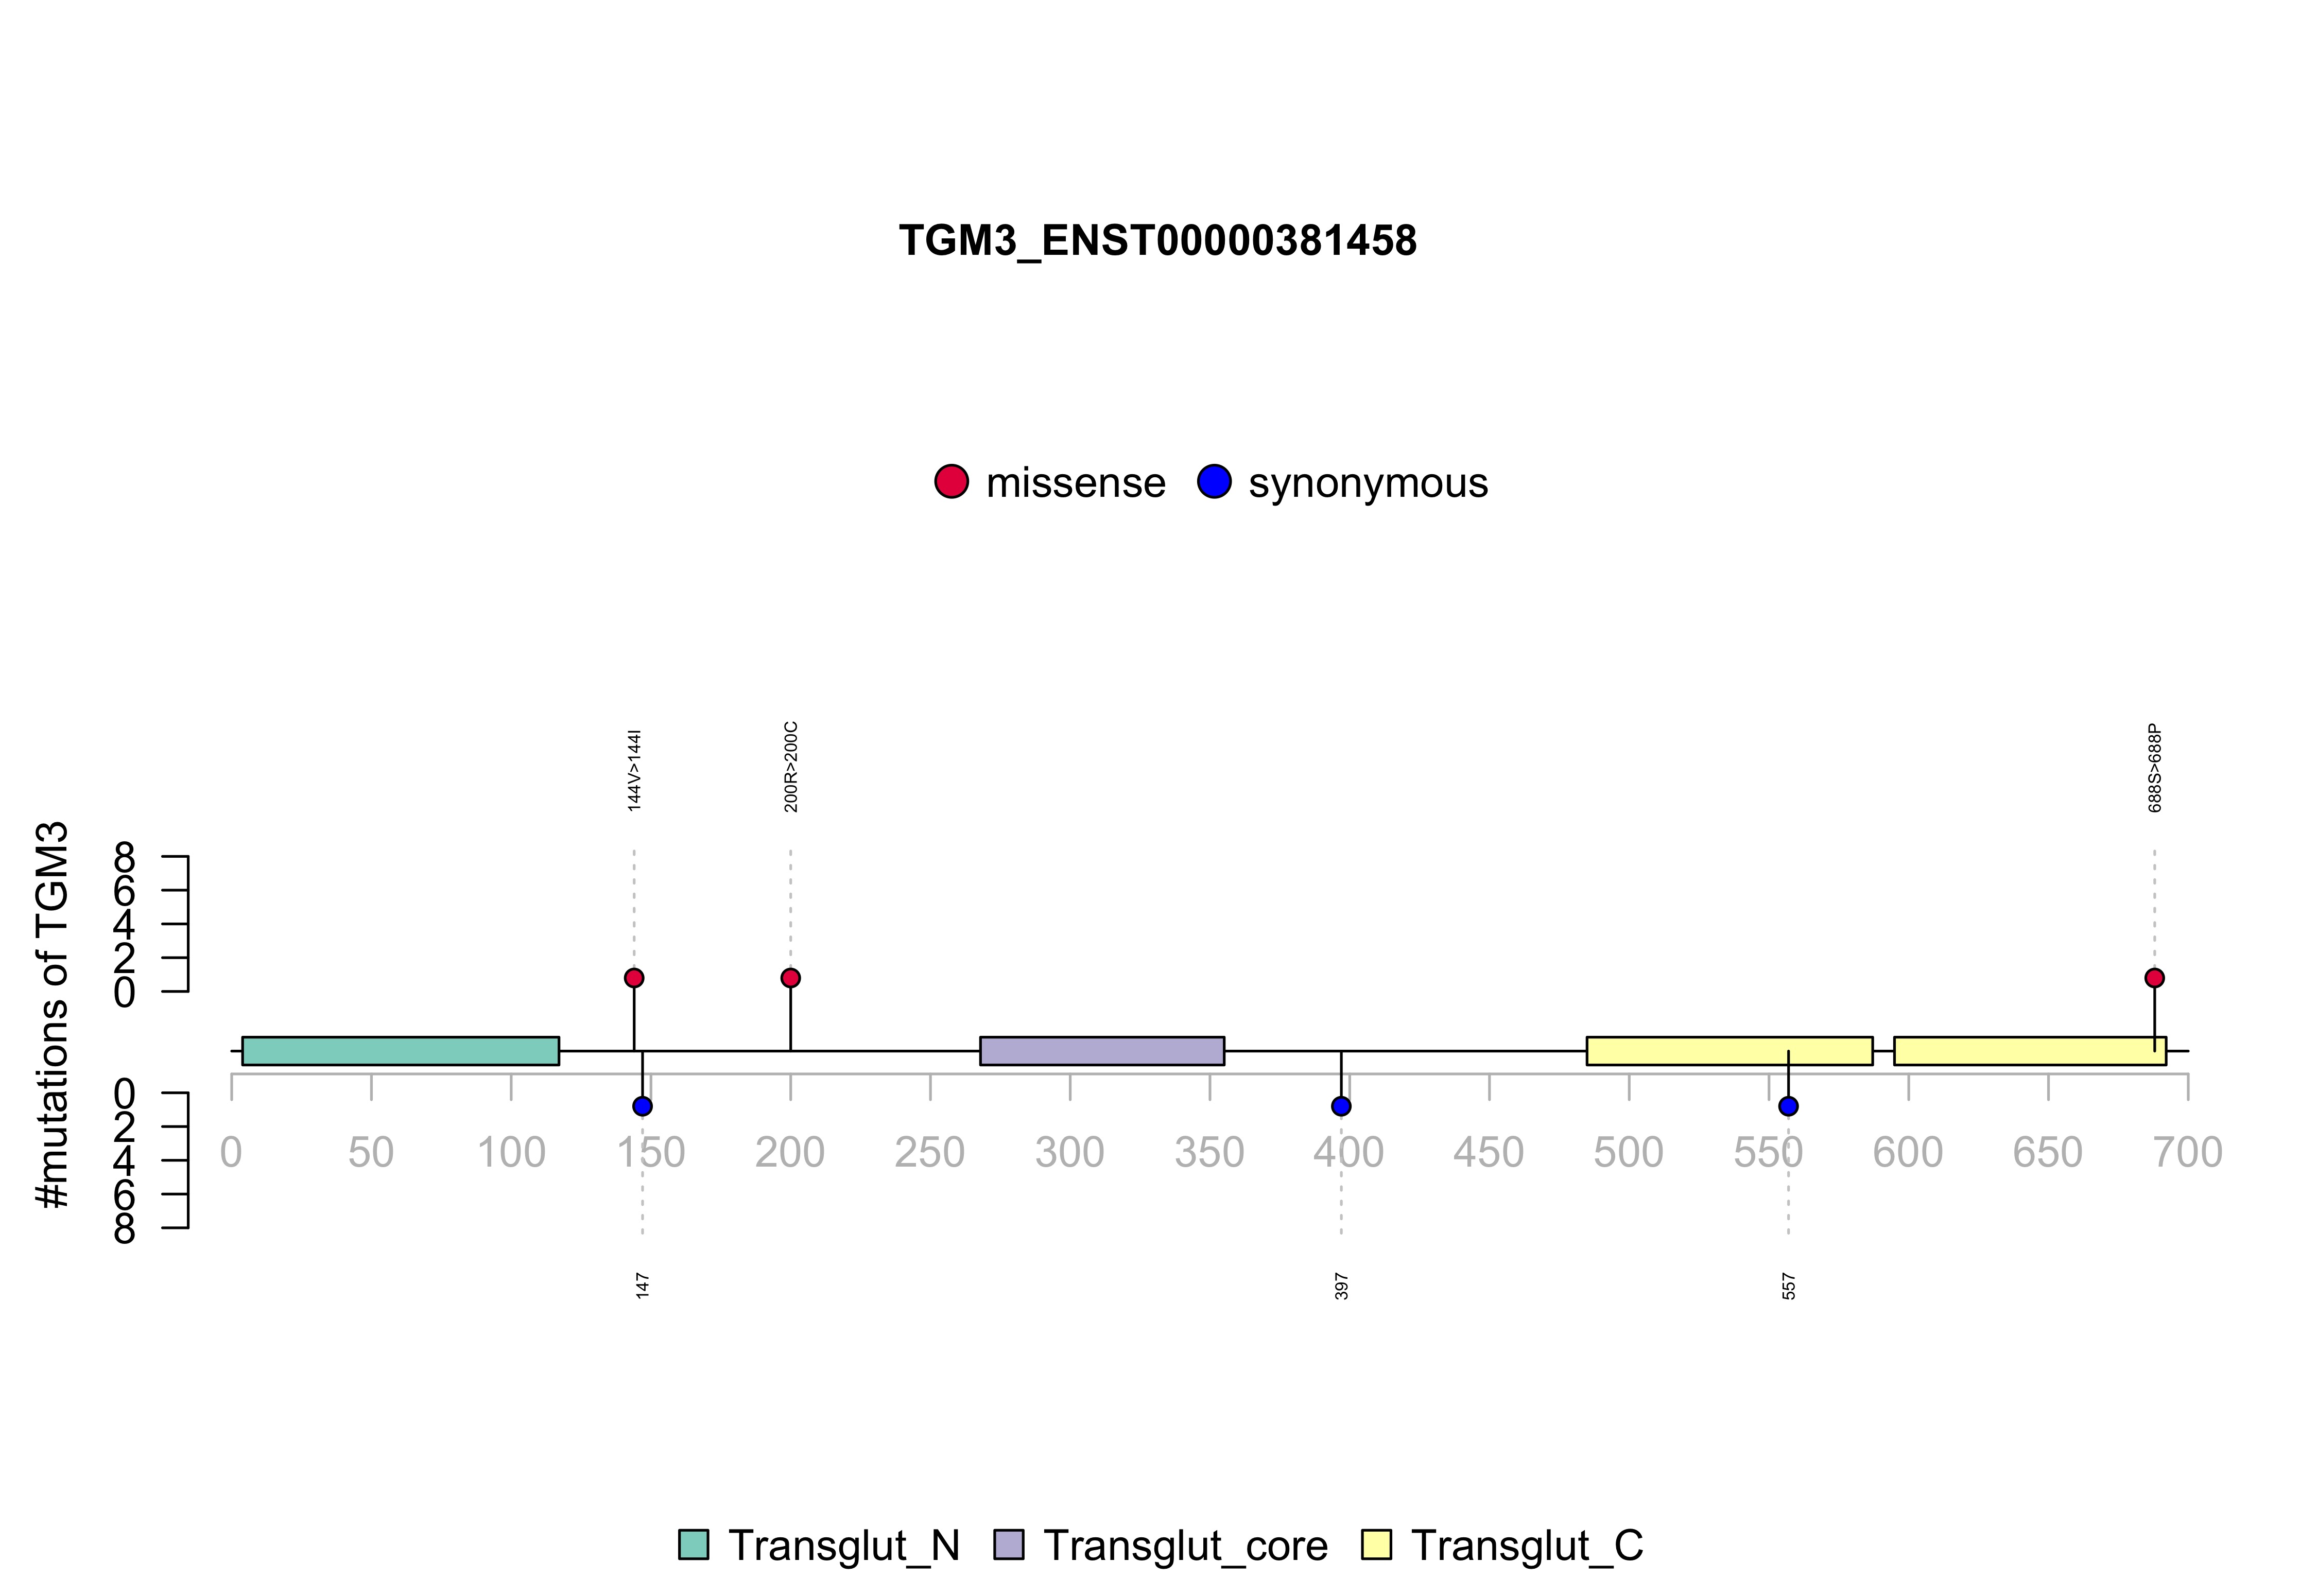 TGM3_ENST00000381458
missense synonymous
144V>144I
200R>200C
688S>688P
#mutations of TGM3
8
6
4
2
0
0
2
4
6
8
0 50 100 150 200 250 300 350 400 450 500 550 600 650 700
147
397
557
Transglut_N Transglut_core Transglut_C